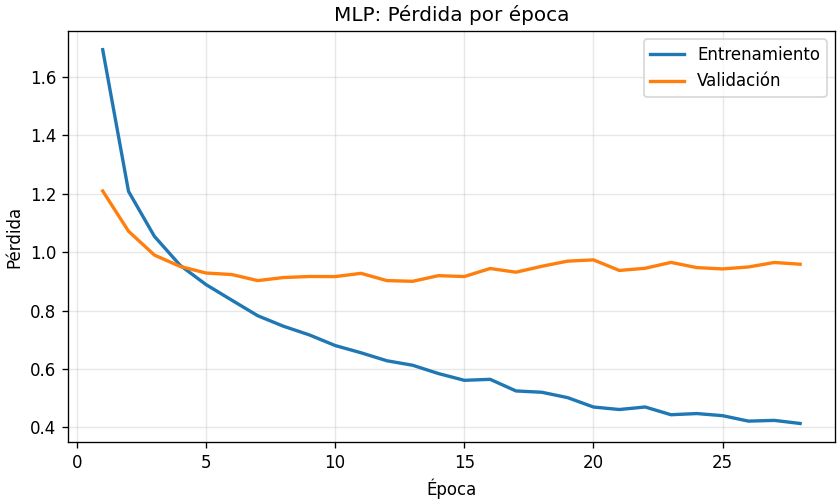 MLP: Pérdida por época
Entrenamiento
Validación
Pérdida
1.6
1.4
1.2
1.0
0.8
0.6
0.4
0 5 10 15 20 25
Época